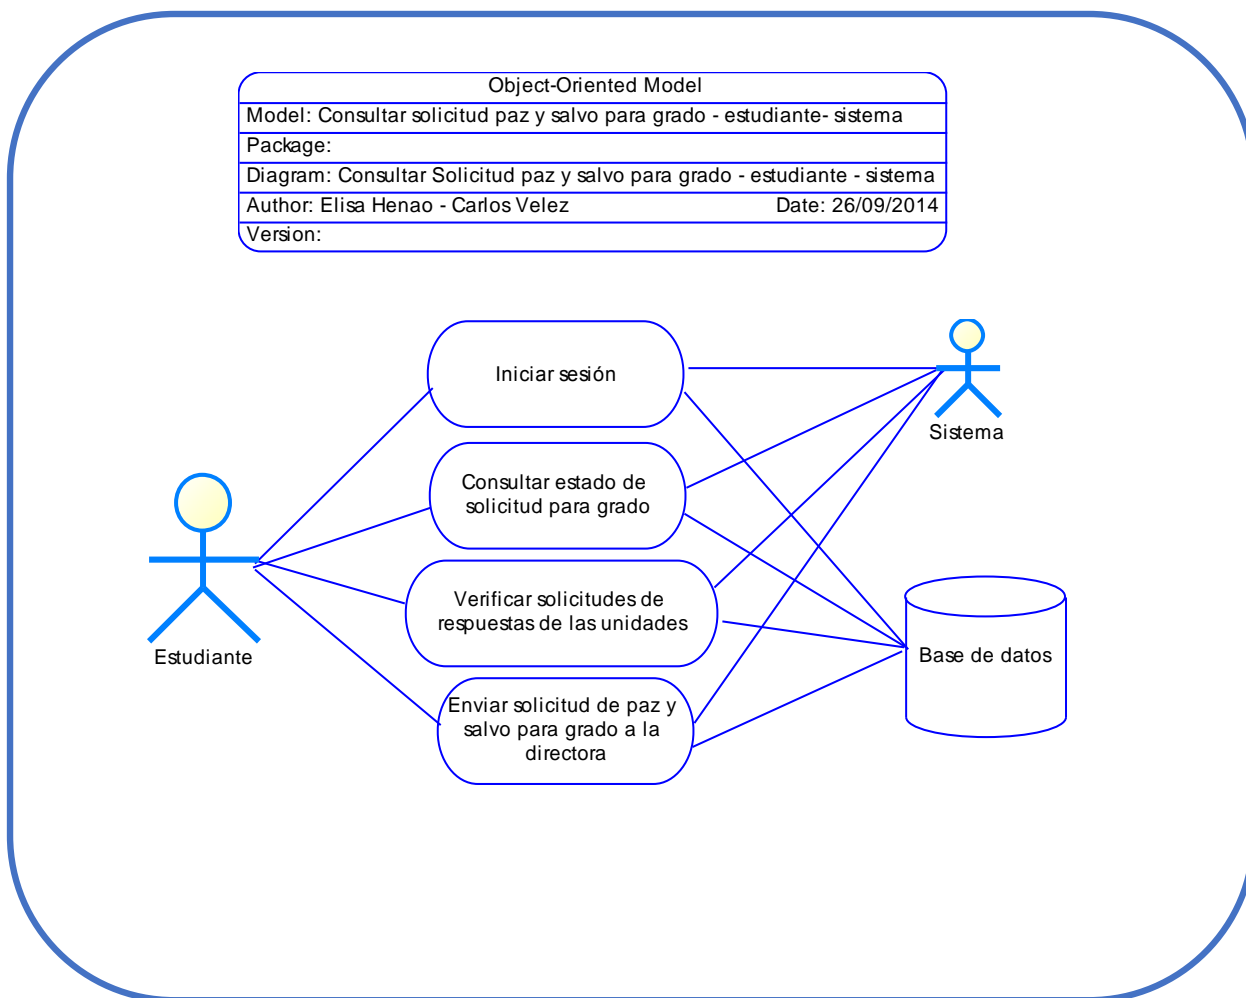 Object-Oriented Model
Model: Consultar solicitud paz y salvo para grado - estudiante- sistema
Package:
Diagram: Consultar Solicitud paz y salvo para grado - estudiante - sistema
Author: Elisa Henao - Carlos Velez Date: 26/09/2014
Version:
Iniciar sesión
Sistema
Consultar estado de
solicitud para grado
Verificar solicitudes de
respuestas de las unidades
Estudiante
Base de datos
Enviar solicitud de paz y
salvo para grado a la
directora